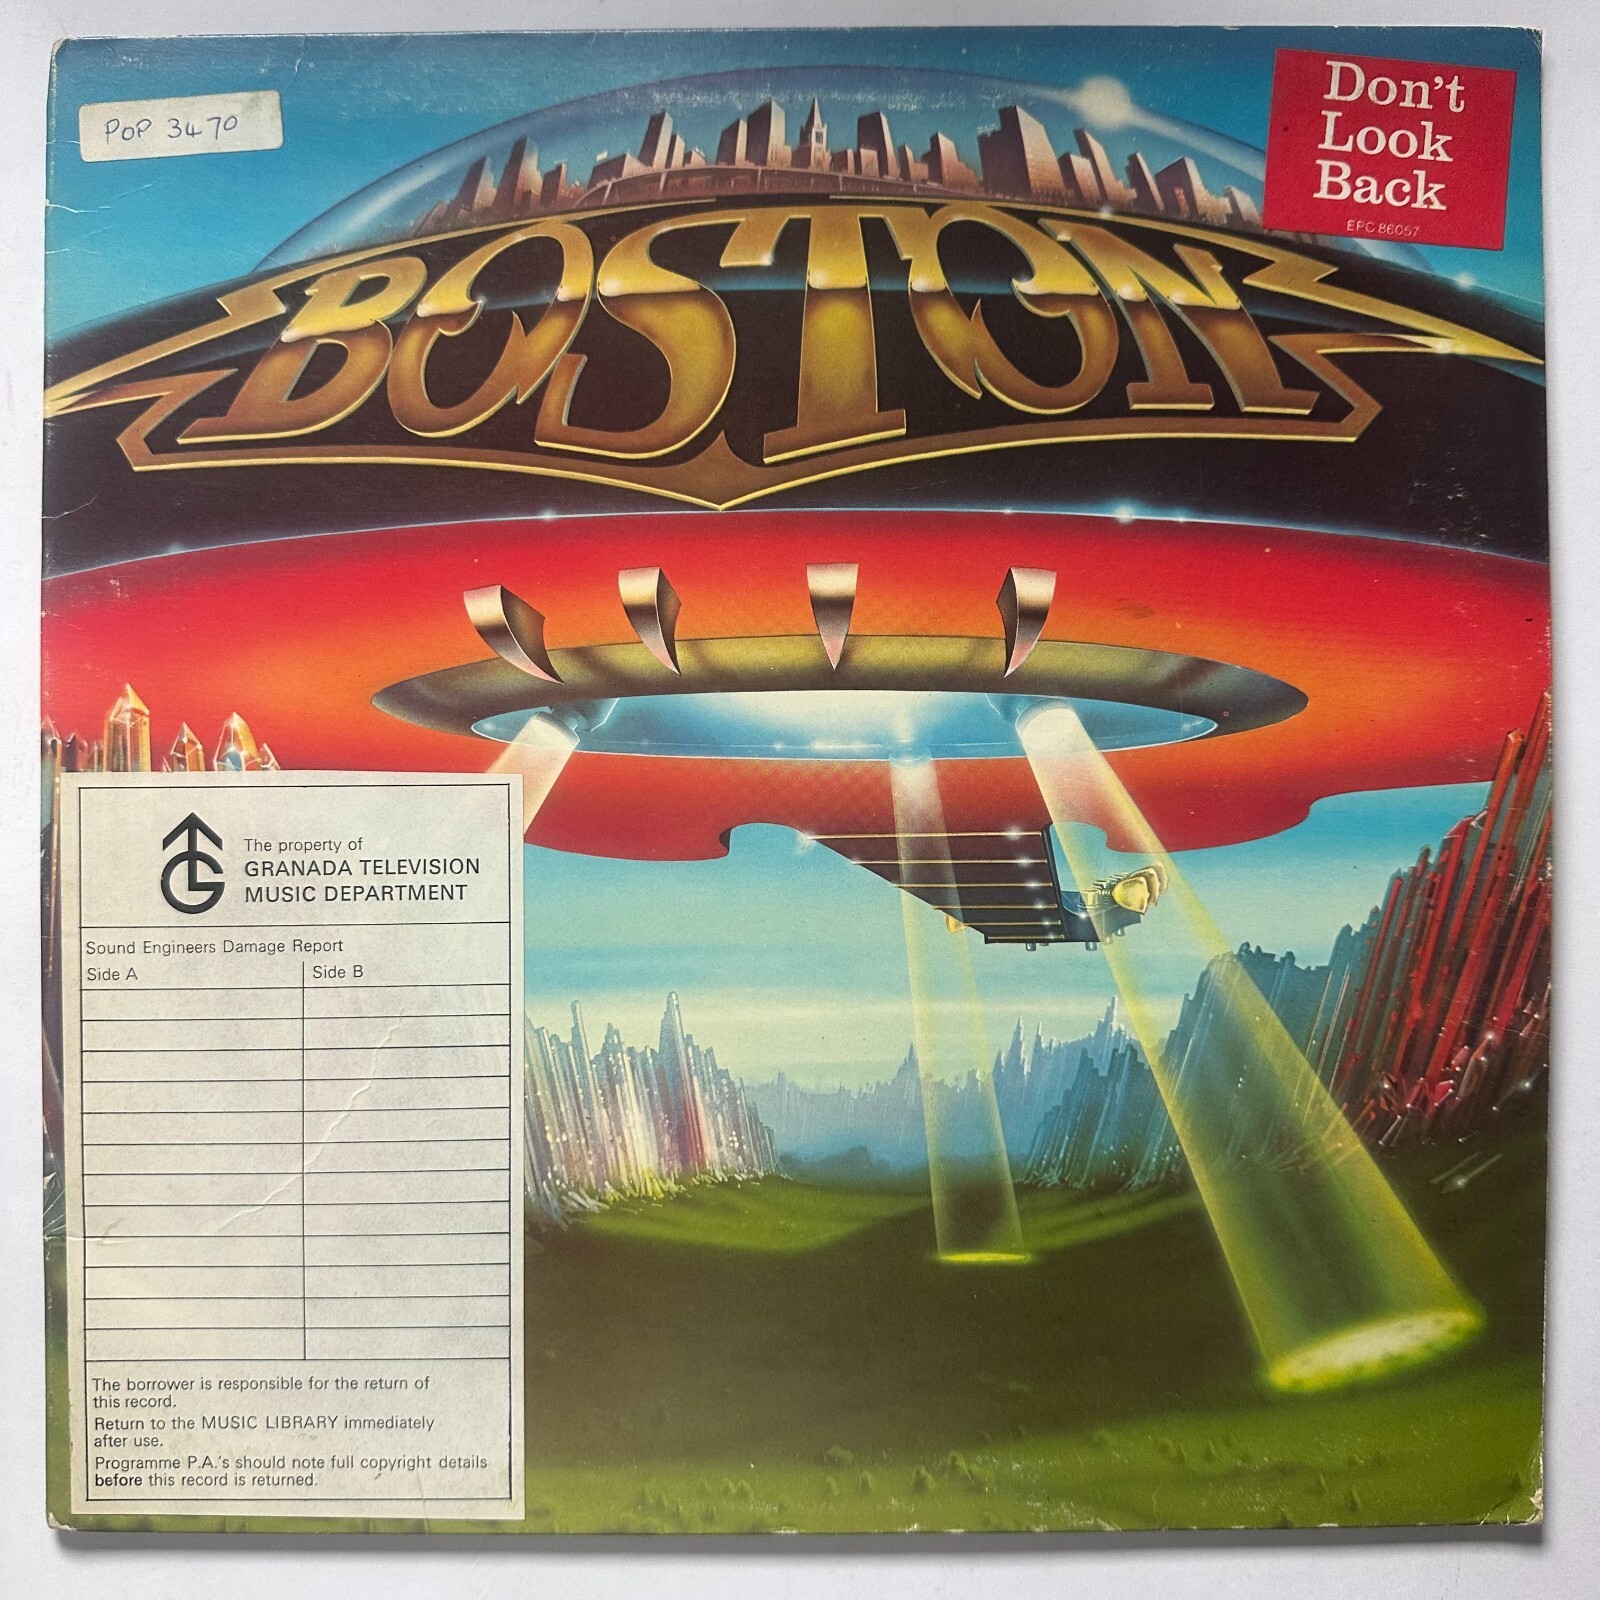 POP 3470
Don't
Look
Back
EPC 86057
BOSTON
The property of
GRANADA TELEVISION
MUSIC DEPARTMENT
Sound Engineers Damage Report
Side A
Side B
The borrower is responsible for the return of
this record.
Return to the MUSIC LIBRARY immediately
after use.
Programme P.A.'s should note full copyright details
before this record is returned.